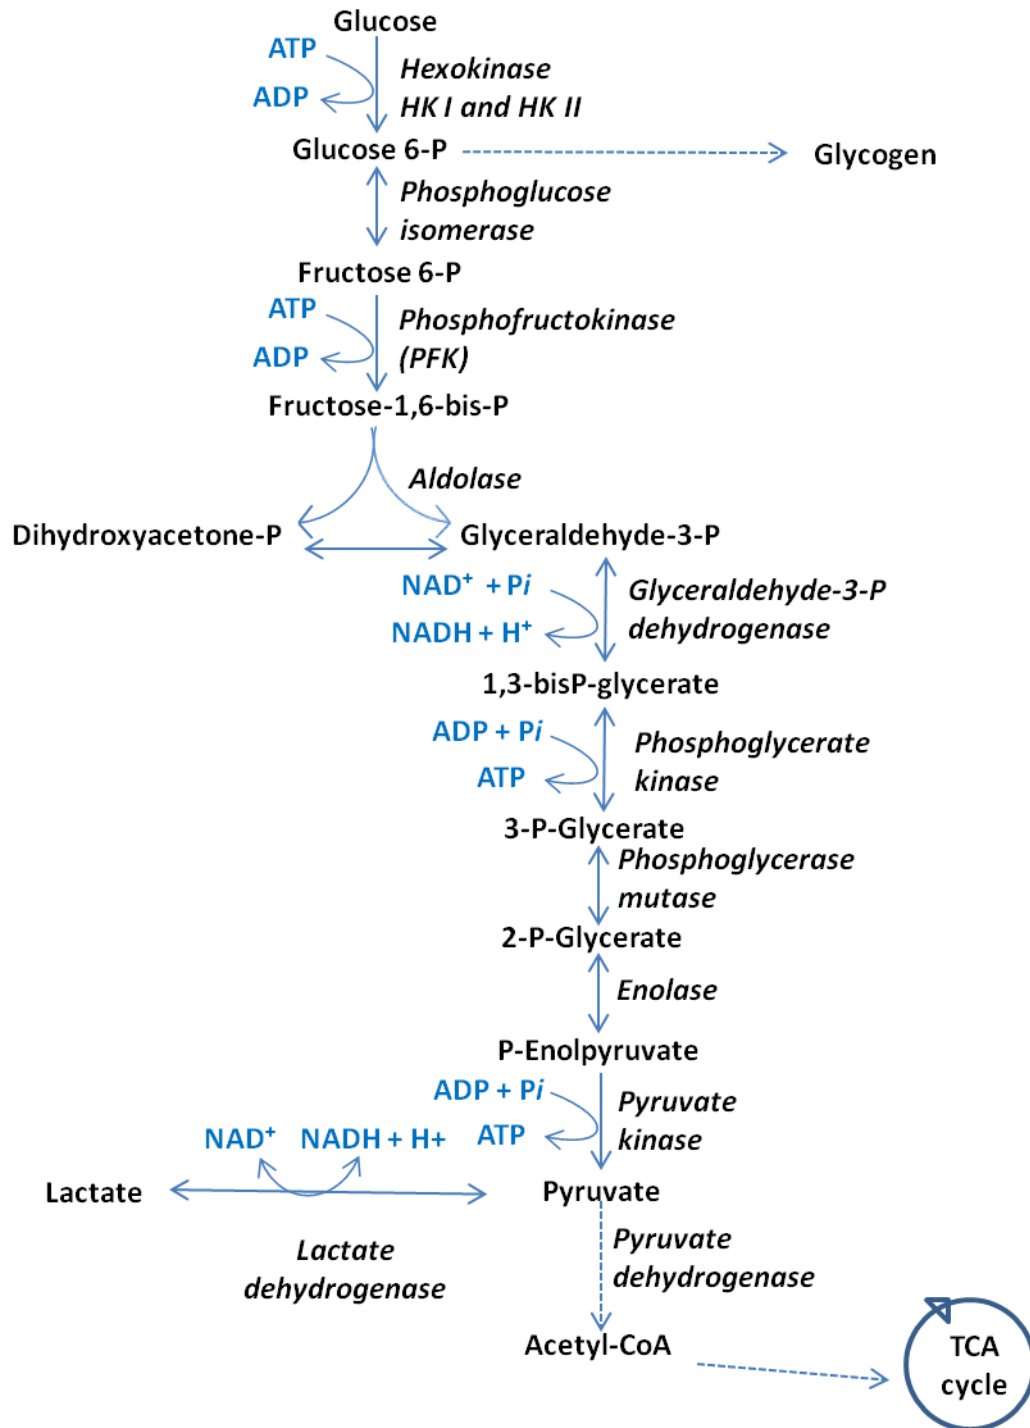 Glucose
ATP
Hexokinase
ADP
HK I and HK II
Glucose 6-P
Glycogen
Phosphoglucose
isomerase
Fructose 6-P
ATP
Phosphofructokinase
ADP
(PFK)
Fructose-1,6-bis-P
Aldolase
Dihydroxyacetone-P
Glyceraldehyde-3-P
NAD⁺ + Pi
Glyceraldehyde-3-P
NADH + H⁺
dehydrogenase
1,3-bisP-glycerate
ADP + Pi
Phosphoglycerate
ATP
kinase
3-P-Glycerate
Phosphoglycerase
mutase
2-P-Glycerate
Enolase
P-Enolpyruvate
ADP + Pi
Pyruvate
ATP
kinase
NAD⁺
NADH + H+
Lactate
Pyruvate
Lactate
dehydrogenase
Pyruvate
dehydrogenase
Acetyl-CoA
TCA
cycle